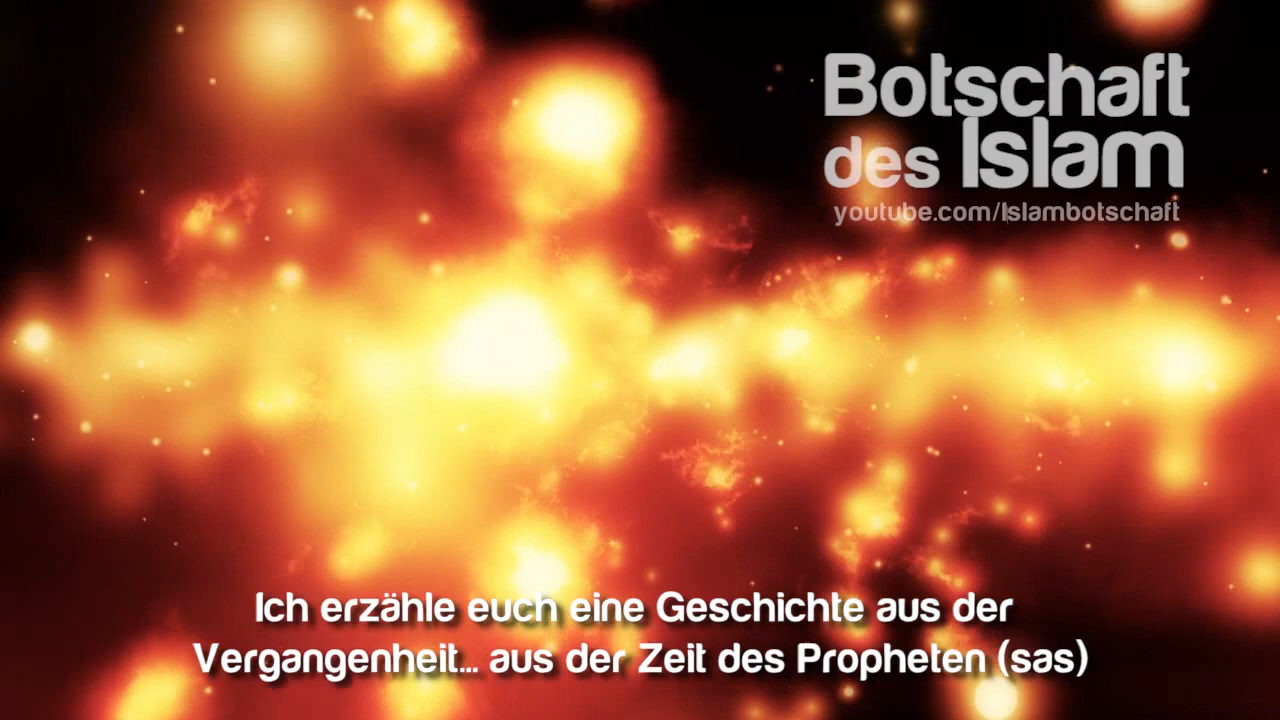 Botschaft
des Islam
youtube.com/Islambotschaft
Ich erzähle euch eine Geschichte aus der
Vergangenheit... aus der Zeit des Propheten (sas)